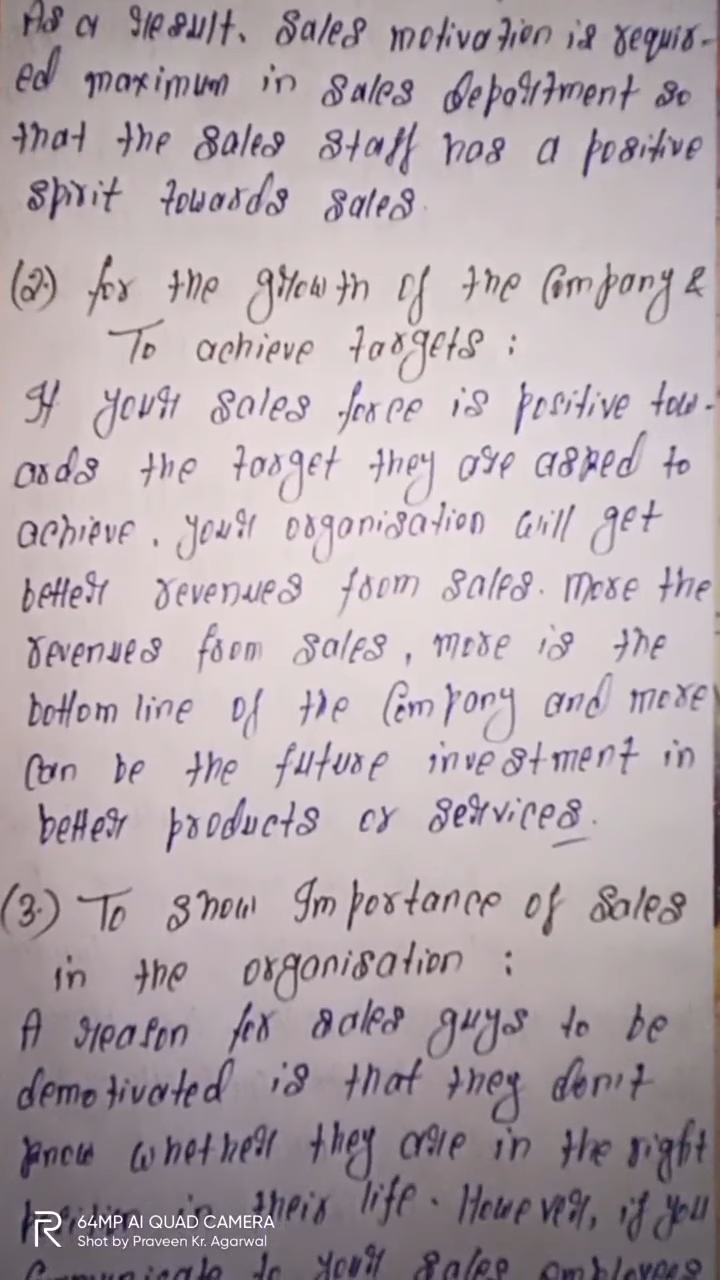 As a result, sales motivation is requir-
ed maximum in sales department so
that the sales staff has a positive
spirit towards sales.
(2.) for the growth of the Company &
To achieve targets :
If your sales force is positive tow-
ards the target they are asked to
achieve. your organisation will get
better revenues from sales. More the
revenues from sales, more is the
bottom line of the Company and more
Can be the future investment in
better products or services.
(3.) To show Importance of sales
in the organisation :
A reason for sales guys to be
demotivated is that they don't
know whether they are in the right
position in their life. However, if you
Communicate to your sales employees
64MP AI QUAD CAMERA
Shot by Praveen Kr. Agarwal